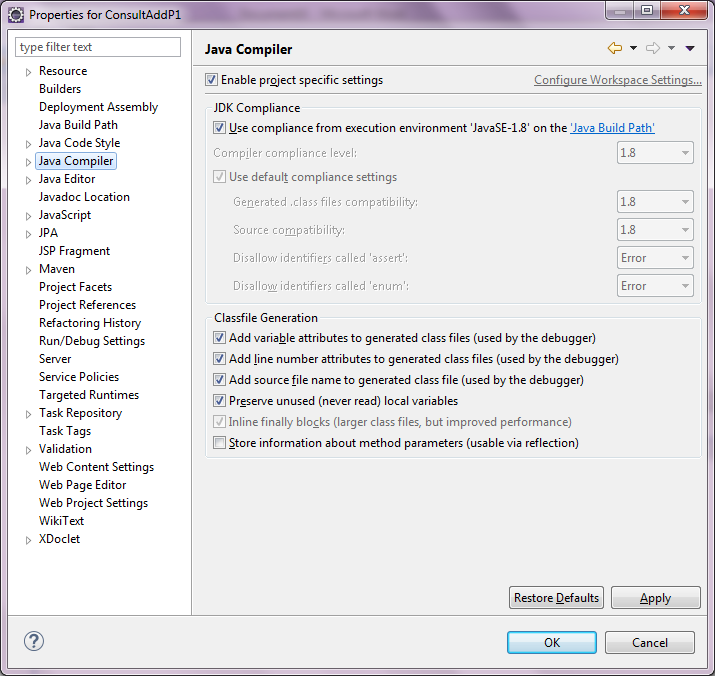 Properties for ConsultAddP1
type filter text
Resource
Builders
Deployment Assembly
Java Build Path
Java Code Style
Java Compiler
Java Editor
Javadoc Location
JavaScript
JPA
JSP Fragment
Maven
Project Facets
Project References
Refactoring History
Run/Debug Settings
Server
Service Policies
Targeted Runtimes
Task Repository
Task Tags
Validation
Web Content Settings
Web Page Editor
Web Project Settings
WikiText
XDoclet
Java Compiler
Enable project specific settings Configure Workspace Settings...
JDK Compliance
Use compliance from execution environment 'JavaSE-1.8' on the 'Java Build Path'
Compiler compliance level: 1.8
Use default compliance settings
Generated .class files compatibility: 1.8
Source compatibility: 1.8
Disallow identifiers called 'assert': Error
Disallow identifiers called 'enum': Error
Classfile Generation
Add variable attributes to generated class files (used by the debugger)
Add line number attributes to generated class files (used by the debugger)
Add source file name to generated class file (used by the debugger)
Preserve unused (never read) local variables
Inline finally blocks (larger class files, but improved performance)
Store information about method parameters (usable via reflection)
Restore Defaults Apply
? OK Cancel